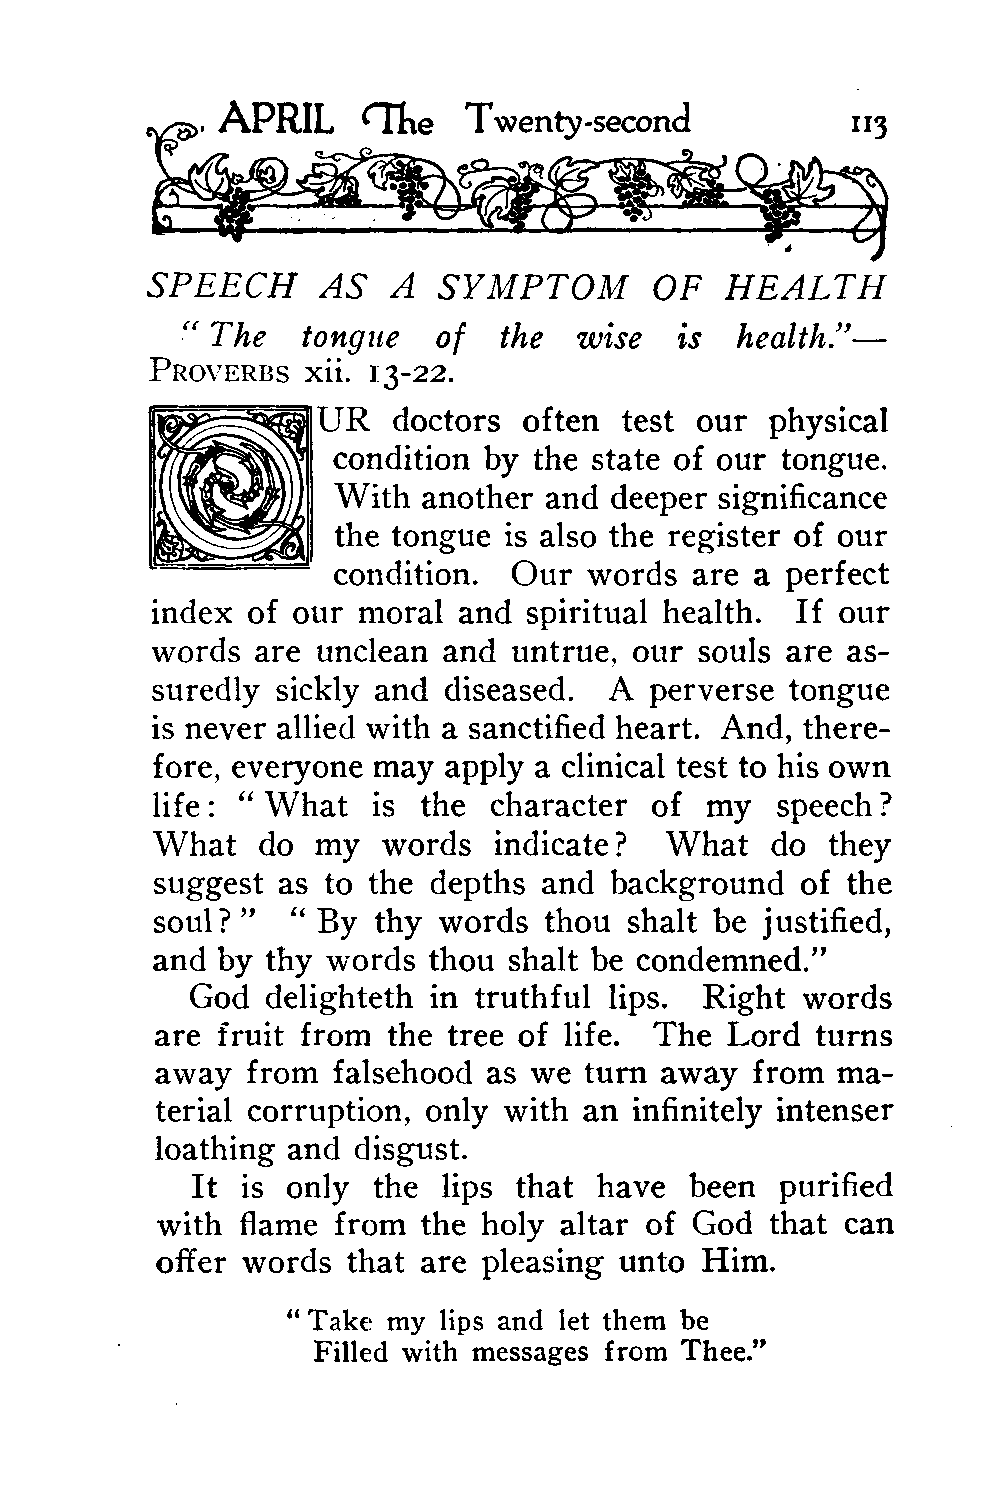 APRIL The Twenty-second 113
SPEECH AS A SYMPTOM OF HEALTH
“ The tongue of the wise is health.”—
PROVERBS xii. 13-22.
OUR doctors often test our physical
condition by the state of our tongue.
With another and deeper significance
the tongue is also the register of our
condition. Our words are a perfect
index of our moral and spiritual health. If our
words are unclean and untrue, our souls are as-
suredly sickly and diseased. A perverse tongue
is never allied with a sanctified heart. And, there-
fore, everyone may apply a clinical test to his own
life: “ What is the character of my speech?
What do my words indicate? What do they
suggest as to the depths and background of the
soul?” “ By thy words thou shalt be justified,
and by thy words thou shalt be condemned.”
God delighteth in truthful lips. Right words
are fruit from the tree of life. The Lord turns
away from falsehood as we turn away from ma-
terial corruption, only with an infinitely intenser
loathing and disgust.
It is only the lips that have been purified
with flame from the holy altar of God that can
offer words that are pleasing unto Him.
“ Take my lips and let them be
Filled with messages from Thee.”